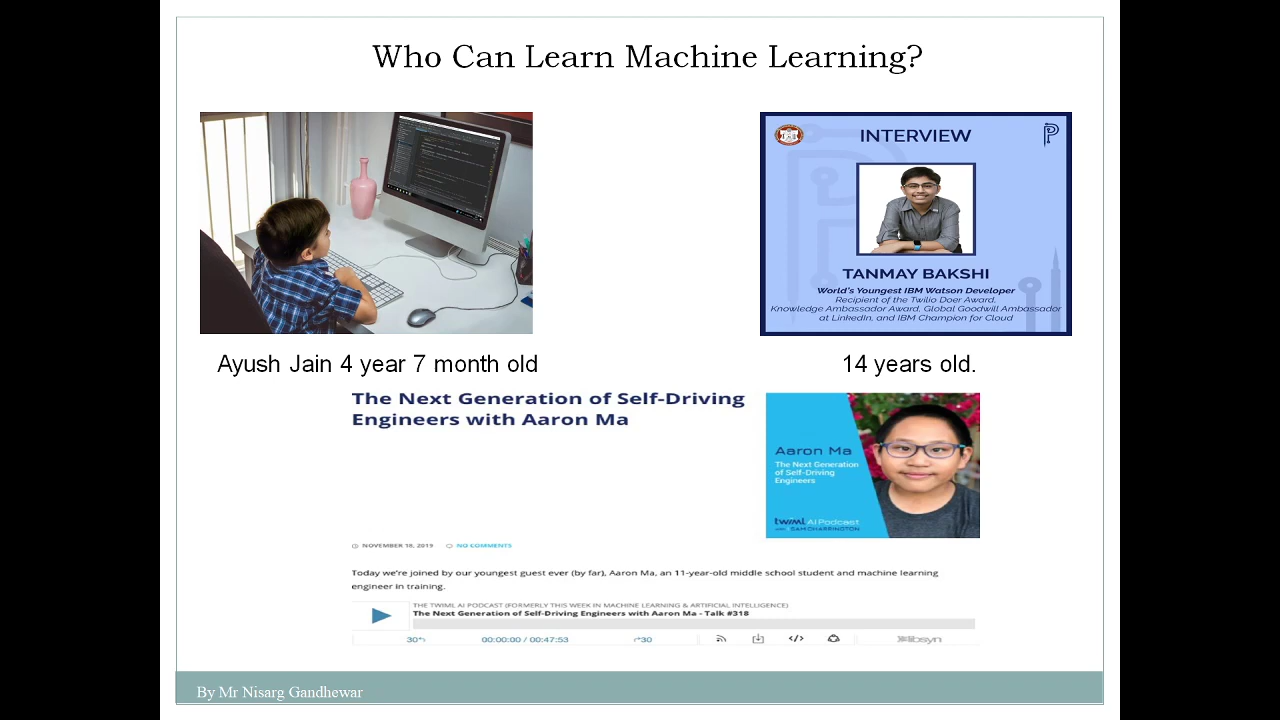 Who Can Learn Machine Learning?
INTERVIEW
TANMAY BAKSHI
World's Youngest IBM Watson Developer
Recipient of the Twilio Doer Award,
Knowledge Ambassador Award, Global Goodwill Ambassador
at LinkedIn, and IBM Champion for Cloud
Ayush Jain 4 year 7 month old
14 years old.
The Next Generation of Self-Driving
Engineers with Aaron Ma
Aaron Ma
The Next Generation
of Self-Driving
Engineers
twiml AI Podcast
with SAM CHARRINGTON
NOVEMBER 18, 2019 NO COMMENTS
Today we're joined by our youngest guest ever (by far), Aaron Ma, an 11-year-old middle school student and machine learning
engineer in training.
THE TWIML AI PODCAST (FORMERLY THIS WEEK IN MACHINE LEARNING & ARTIFICIAL INTELLIGENCE)
The Next Generation of Self-Driving Engineers with Aaron Ma - Talk #318
30 00:00:00 / 00:47:53 30 </> libsyn
By Mr Nisarg Gandhewar